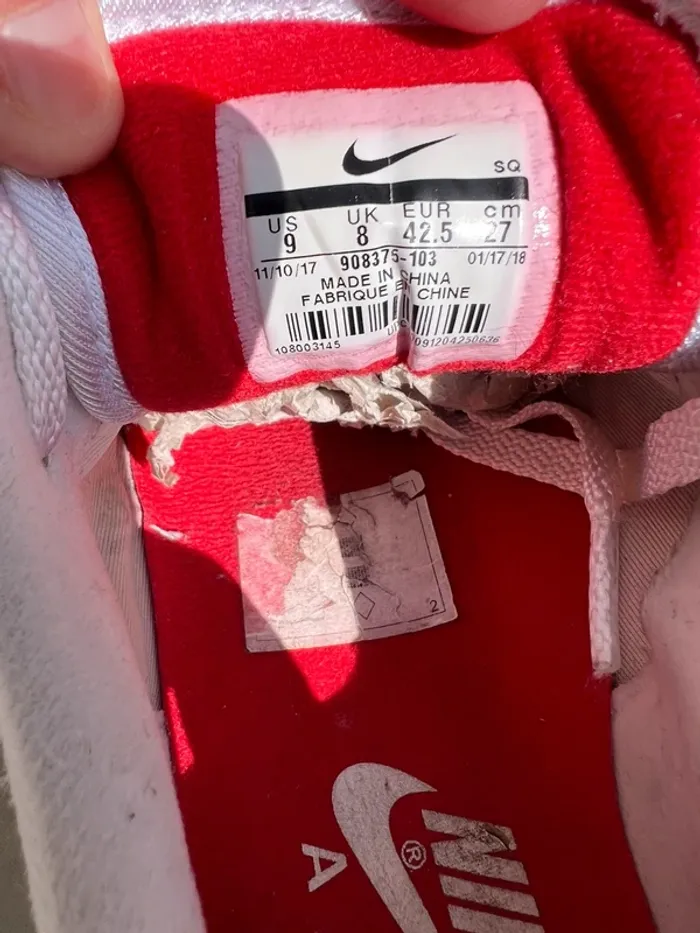 SQ
US UK EUR cm
9 8 42.5 27
11/10/17 908375-103 01/17/18
MADE IN CHINA
FABRIQUE EN CHINE
108003145
2
A
®